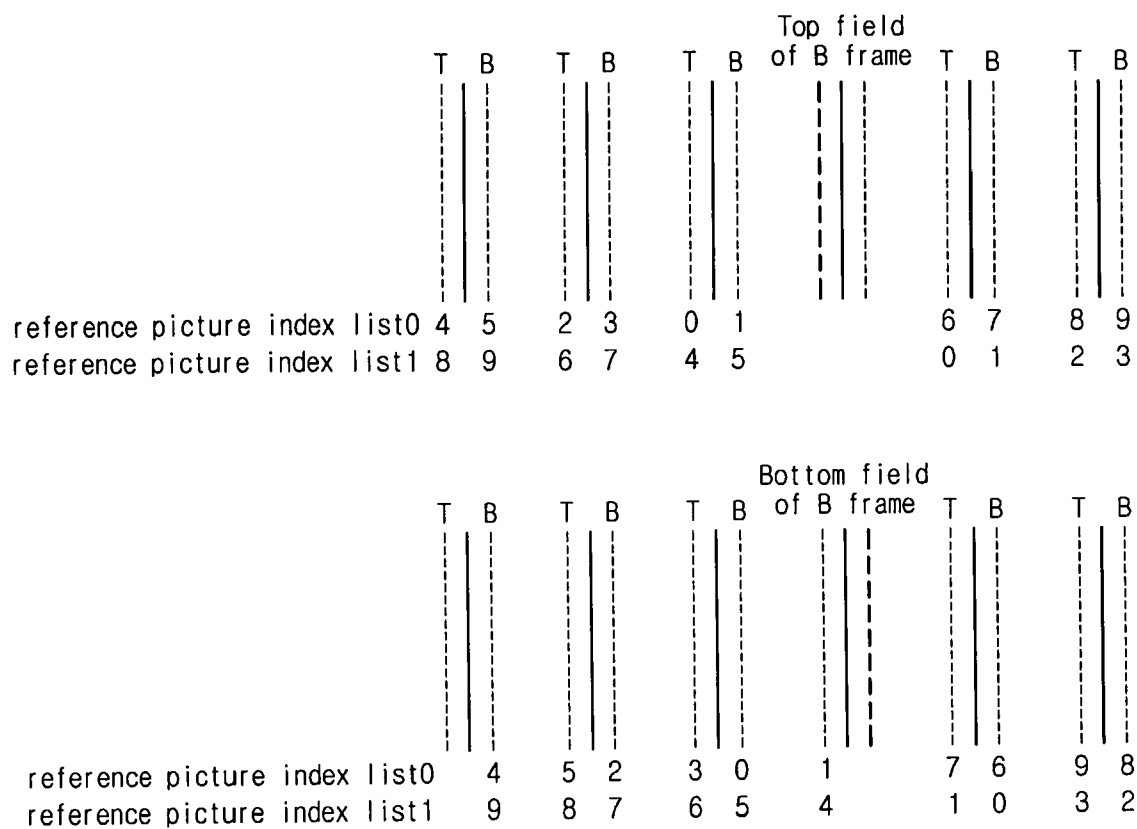 Top field
of B frame
T B T B T B T B T B
reference picture index list0 4 5 2 3 0 1 6 7 8 9
reference picture index list1 8 9 6 7 4 5 0 1 2 3
Bottom field
of B frame
T B T B T B T B T B
reference picture index list0 4 5 2 3 0 1 7 6 9 8
reference picture index list1 9 8 7 6 5 4 1 0 3 2